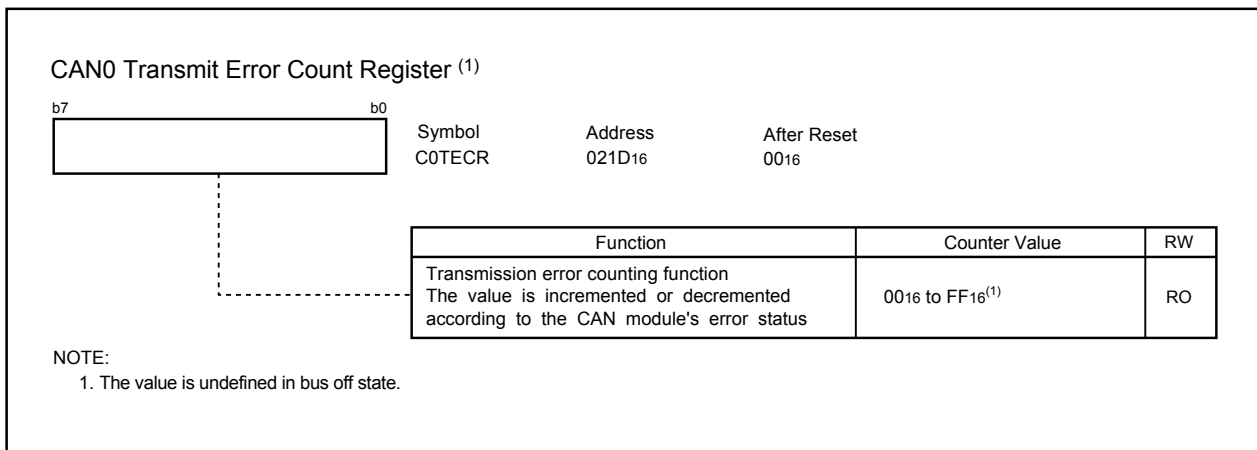 CAN0 Transmit Error Count Register (1)
b7 b0
Symbol Address After Reset
C0TECR 021D16 0016
Function Counter Value RW
Transmission error counting function
The value is incremented or decremented
according to the CAN module's error status
0016 to FF16(1)
RO
NOTE:
1. The value is undefined in bus off state.